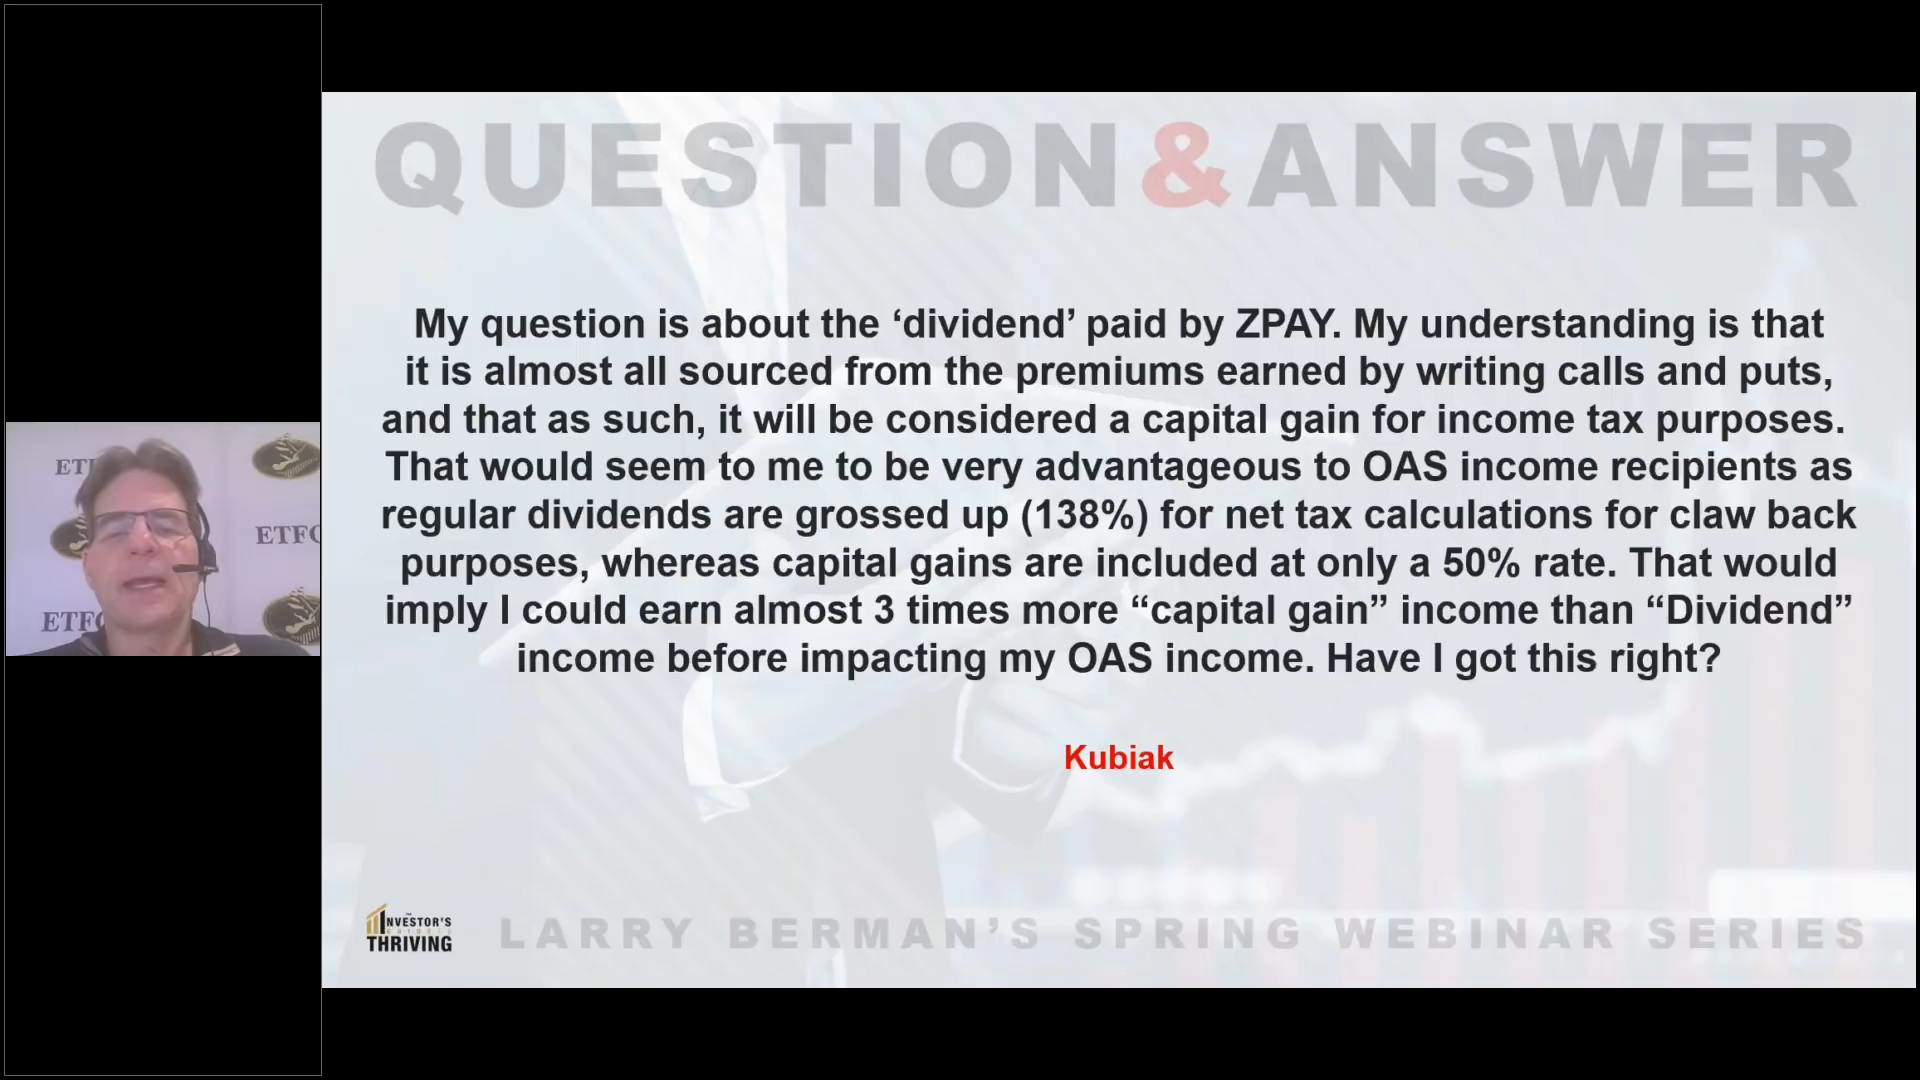 QUESTION&ANSWER
My question is about the ‘dividend’ paid by ZPAY. My understanding is that
it is almost all sourced from the premiums earned by writing calls and puts,
and that as such, it will be considered a capital gain for income tax purposes.
That would seem to me to be very advantageous to OAS income recipients as
regular dividends are grossed up (138%) for net tax calculations for claw back
purposes, whereas capital gains are included at only a 50% rate. That would
imply I could earn almost 3 times more “capital gain” income than “Dividend”
income before impacting my OAS income. Have I got this right?
Kubiak
ET
ETFC
ETFC
INVESTOR'S
THRIVING
LARRY BERMAN’S SPRING WEBINAR SERIES